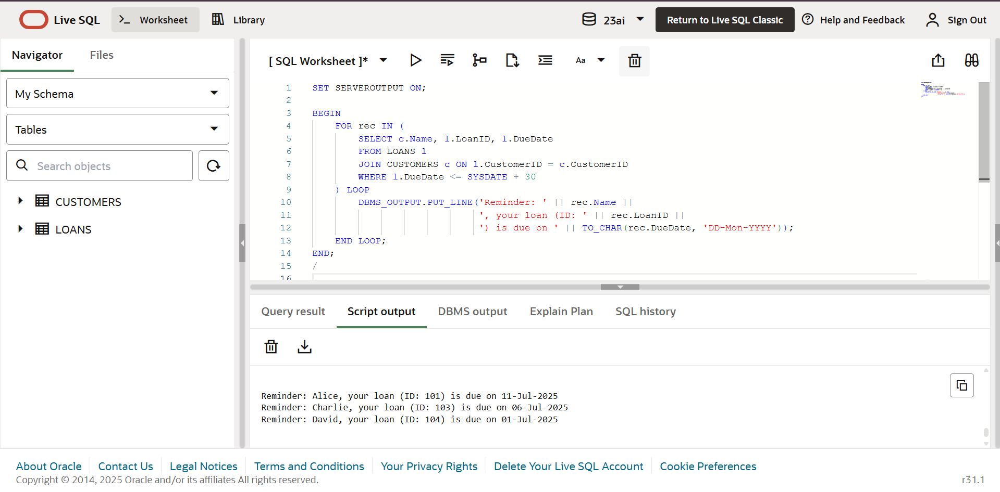 Live SQL
Worksheet
Library
23ai
Return to Live SQL Classic
Help and Feedback
Sign Out
Navigator
Files
My Schema
Tables
Search objects
CUSTOMERS
LOANS
[ SQL Worksheet ]*
Aa
1 SET SERVEROUTPUT ON;
2
3 BEGIN
4 FOR rec IN (
5 SELECT c.Name, l.LoanID, l.DueDate
6 FROM LOANS l
7 JOIN CUSTOMERS c ON l.CustomerID = c.CustomerID
8 WHERE l.DueDate <= SYSDATE + 30
9 ) LOOP
10 DBMS_OUTPUT.PUT_LINE('Reminder: ' || rec.Name ||
11 ', your loan (ID: ' || rec.LoanID ||
12 ') is due on ' || TO_CHAR(rec.DueDate, 'DD-Mon-YYYY'));
13 END LOOP;
14 END;
15 /
16
Query result
Script output
DBMS output
Explain Plan
SQL history
Reminder: Alice, your loan (ID: 101) is due on 11-Jul-2025
Reminder: Charlie, your loan (ID: 103) is due on 06-Jul-2025
Reminder: David, your loan (ID: 104) is due on 01-Jul-2025
About Oracle
Contact Us
Legal Notices
Terms and Conditions
Your Privacy Rights
Delete Your Live SQL Account
Cookie Preferences
Copyright © 2014, 2025 Oracle and/or its affiliates All rights reserved.
r31.1